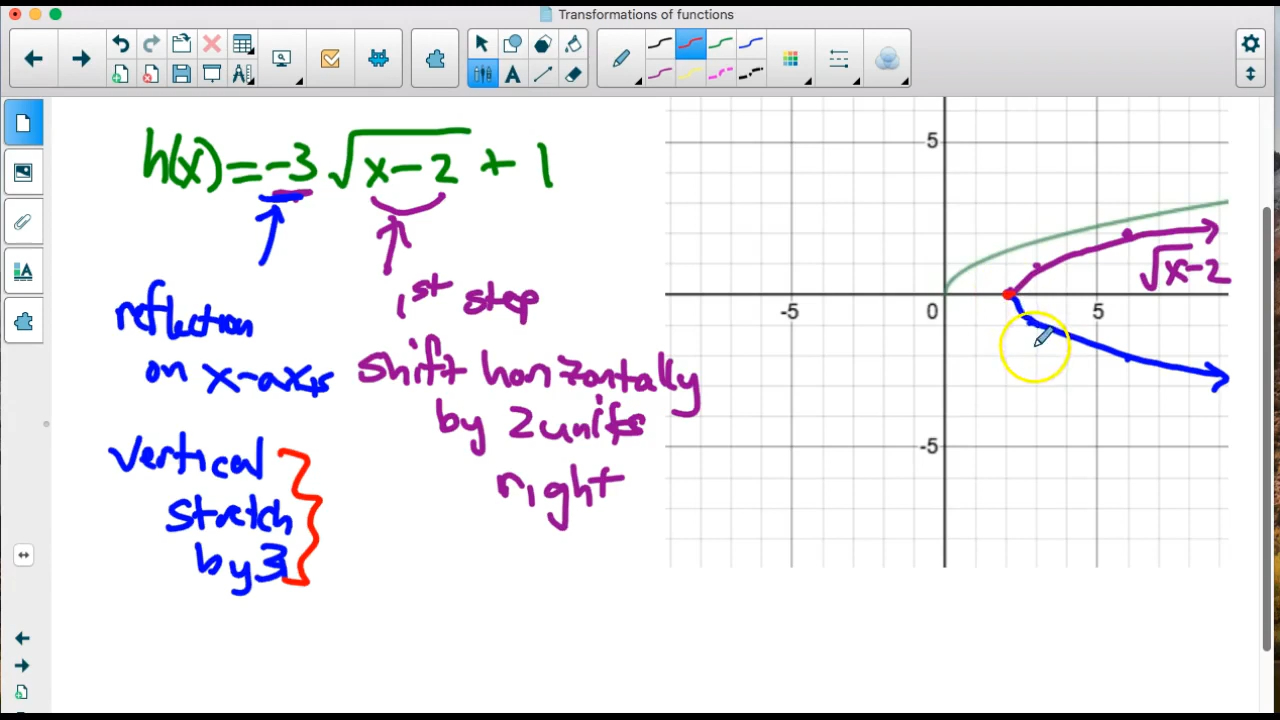 Transformations of functions
h(x) = -3 √x-2 + 1
reflection
on x-axis
vertical
stretch
by 3
1st step
shift horizontally
by 2 units
right
5
-5
0
5
-5
√x-2
A
A